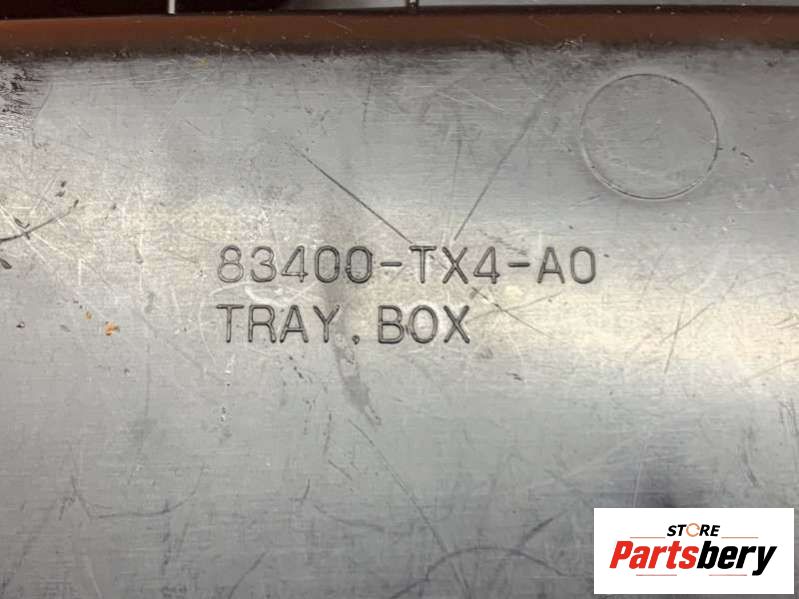 83400-TX4-A0
TRAY, BOX
STORE
Partsbery